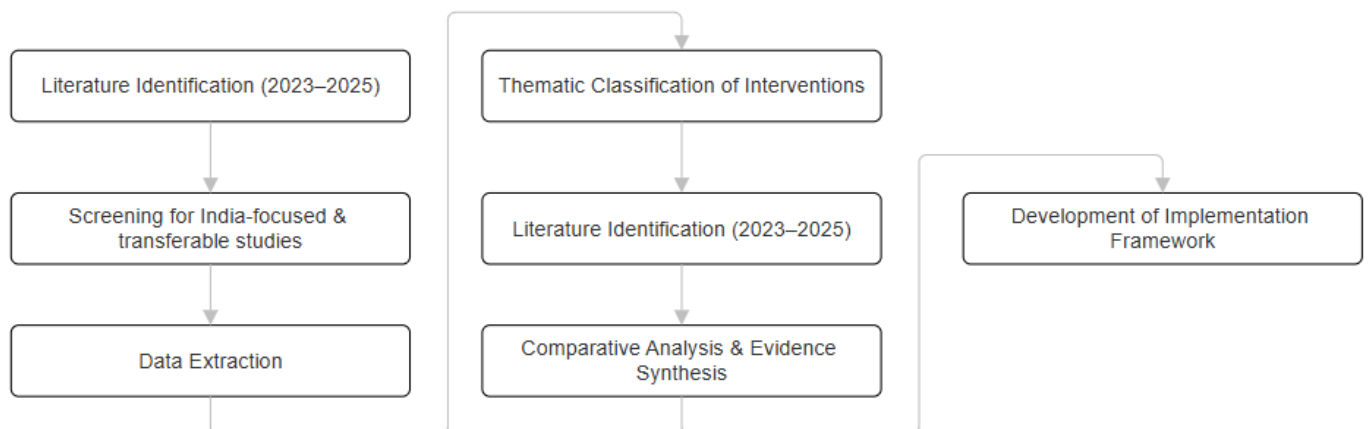 Literature Identification (2023–2025)
Screening for India-focused &
transferable studies
Data Extraction
Thematic Classification of Interventions
Literature Identification (2023–2025)
Comparative Analysis & Evidence
Synthesis
Development of Implementation
Framework